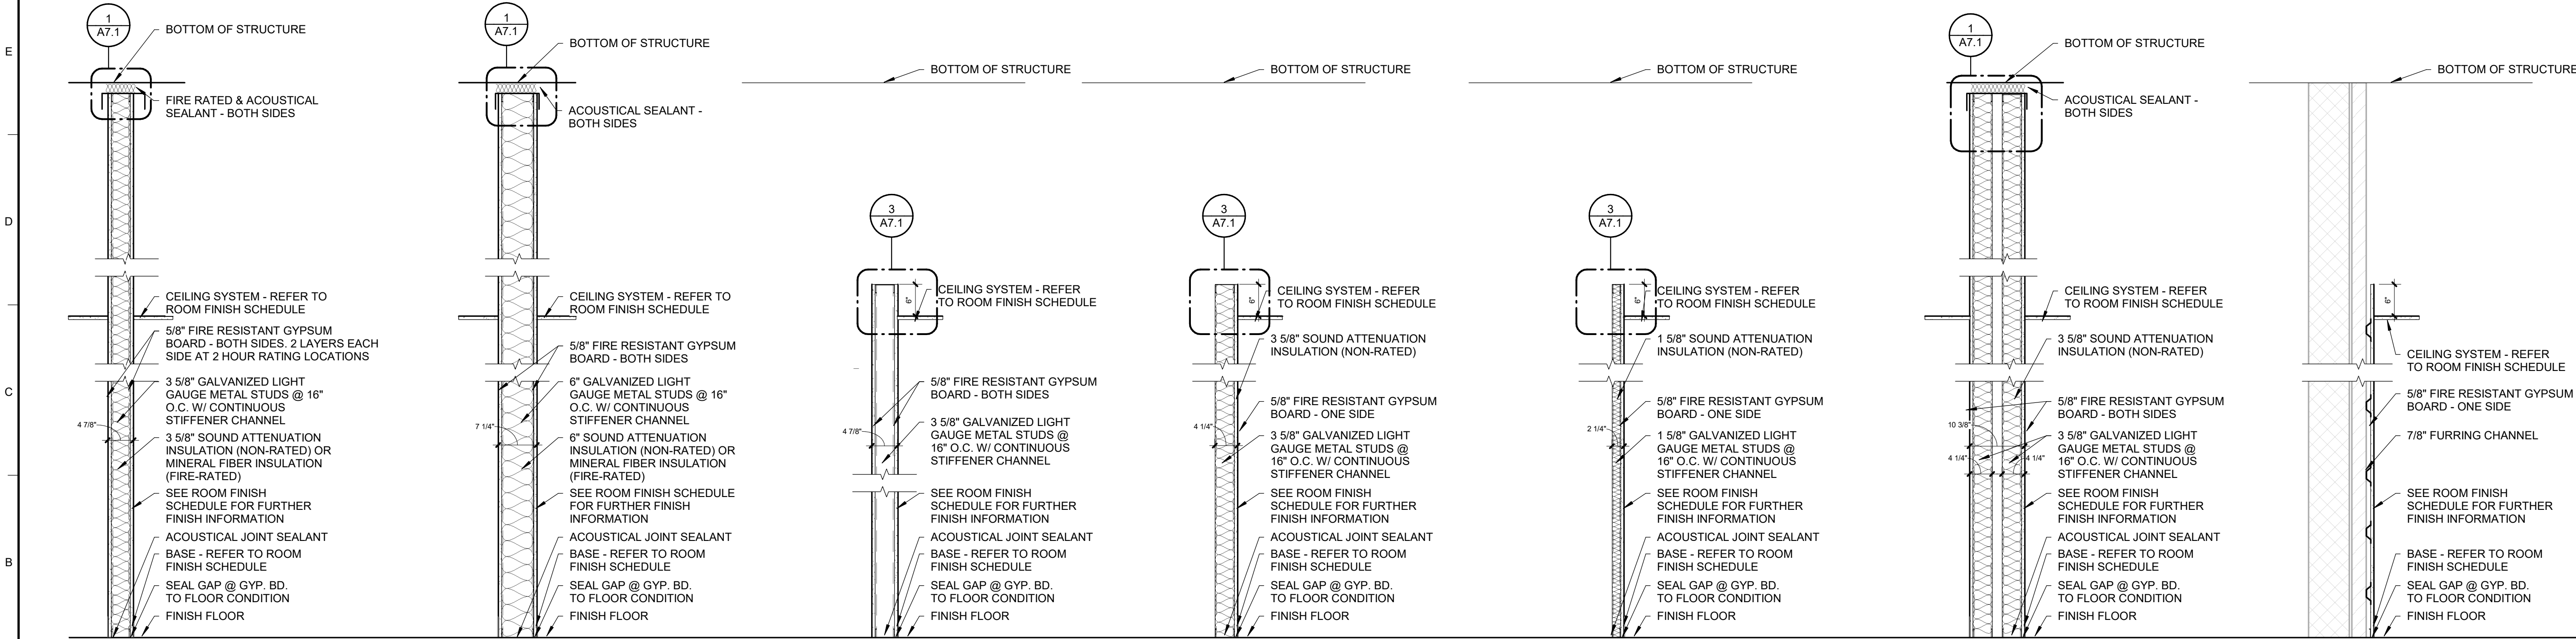 E
D
C
B
1
A7.1
BOTTOM OF STRUCTURE
FIRE RATED & ACOUSTICAL
SEALANT - BOTH SIDES
CEILING SYSTEM - REFER TO
ROOM FINISH SCHEDULE
5/8" FIRE RESISTANT GYPSUM
BOARD - BOTH SIDES. 2 LAYERS EACH
SIDE AT 2 HOUR RATING LOCATIONS
3 5/8" GALVANIZED LIGHT
GAUGE METAL STUDS @ 16"
O.C. W/ CONTINUOUS
STIFFENER CHANNEL
4 7/8"
3 5/8" SOUND ATTENUATION
INSULATION (NON-RATED) OR
MINERAL FIBER INSULATION
(FIRE-RATED)
SEE ROOM FINISH
SCHEDULE FOR FURTHER
FINISH INFORMATION
ACOUSTICAL JOINT SEALANT
BASE - REFER TO ROOM
FINISH SCHEDULE
SEAL GAP @ GYP. BD.
TO FLOOR CONDITION
FINISH FLOOR
1
A7.1
BOTTOM OF STRUCTURE
ACOUSTICAL SEALANT -
BOTH SIDES
CEILING SYSTEM - REFER TO
ROOM FINISH SCHEDULE
5/8" FIRE RESISTANT GYPSUM
BOARD - BOTH SIDES
6" GALVANIZED LIGHT
GAUGE METAL STUDS @ 16"
O.C. W/ CONTINUOUS
STIFFENER CHANNEL
7 1/4"
6" SOUND ATTENUATION
INSULATION (NON-RATED) OR
MINERAL FIBER INSULATION
(FIRE-RATED)
SEE ROOM FINISH SCHEDULE
FOR FURTHER FINISH
INFORMATION
ACOUSTICAL JOINT SEALANT
BASE - REFER TO ROOM
FINISH SCHEDULE
SEAL GAP @ GYP. BD.
TO FLOOR CONDITION
FINISH FLOOR
BOTTOM OF STRUCTURE
3
A7.1
6"
CEILING SYSTEM - REFER
TO ROOM FINISH SCHEDULE
5/8" FIRE RESISTANT GYPSUM
BOARD - BOTH SIDES
4 7/8"
3 5/8" GALVANIZED LIGHT
GAUGE METAL STUDS @
16" O.C. W/ CONTINUOUS
STIFFENER CHANNEL
SEE ROOM FINISH
SCHEDULE FOR FURTHER
FINISH INFORMATION
ACOUSTICAL JOINT SEALANT
BASE - REFER TO ROOM
FINISH SCHEDULE
SEAL GAP @ GYP. BD.
TO FLOOR CONDITION
FINISH FLOOR
BOTTOM OF STRUCTURE
3
A7.1
6"
CEILING SYSTEM - REFER
TO ROOM FINISH SCHEDULE
3 5/8" SOUND ATTENUATION
INSULATION (NON-RATED)
5/8" FIRE RESISTANT GYPSUM
BOARD - ONE SIDE
4 1/4"
3 5/8" GALVANIZED LIGHT
GAUGE METAL STUDS @
16" O.C. W/ CONTINUOUS
STIFFENER CHANNEL
SEE ROOM FINISH
SCHEDULE FOR FURTHER
FINISH INFORMATION
ACOUSTICAL JOINT SEALANT
BASE - REFER TO ROOM
FINISH SCHEDULE
SEAL GAP @ GYP. BD.
TO FLOOR CONDITION
FINISH FLOOR
BOTTOM OF STRUCTURE
3
A7.1
6"
CEILING SYSTEM - REFER
TO ROOM FINISH SCHEDULE
1 5/8" SOUND ATTENUATION
INSULATION (NON-RATED)
5/8" FIRE RESISTANT GYPSUM
BOARD - ONE SIDE
2 1/4"
1 5/8" GALVANIZED LIGHT
GAUGE METAL STUDS @
16" O.C. W/ CONTINUOUS
STIFFENER CHANNEL
SEE ROOM FINISH
SCHEDULE FOR FURTHER
FINISH INFORMATION
ACOUSTICAL JOINT SEALANT
BASE - REFER TO ROOM
FINISH SCHEDULE
SEAL GAP @ GYP. BD.
TO FLOOR CONDITION
FINISH FLOOR
1
A7.1
BOTTOM OF STRUCTURE
ACOUSTICAL SEALANT -
BOTH SIDES
CEILING SYSTEM - REFER
TO ROOM FINISH SCHEDULE
3 5/8" SOUND ATTENUATION
INSULATION (NON-RATED)
5/8" FIRE RESISTANT GYPSUM
BOARD - BOTH SIDES
10 3/8"
3 5/8" GALVANIZED LIGHT
GAUGE METAL STUDS @
16" O.C. W/ CONTINUOUS
STIFFENER CHANNEL
4 1/4"
4 1/4"
SEE ROOM FINISH
SCHEDULE FOR FURTHER
FINISH INFORMATION
ACOUSTICAL JOINT SEALANT
BASE - REFER TO ROOM
FINISH SCHEDULE
SEAL GAP @ GYP. BD.
TO FLOOR CONDITION
FINISH FLOOR
BOTTOM OF STRUCTURE
6"
CEILING SYSTEM - REFER
TO ROOM FINISH SCHEDULE
5/8" FIRE RESISTANT GYPSUM
BOARD - ONE SIDE
7/8" FURRING CHANNEL
SEE ROOM FINISH
SCHEDULE FOR FURTHER
FINISH INFORMATION
BASE - REFER TO ROOM
FINISH SCHEDULE
SEAL GAP @ GYP. BD.
TO FLOOR CONDITION
FINISH FLOOR